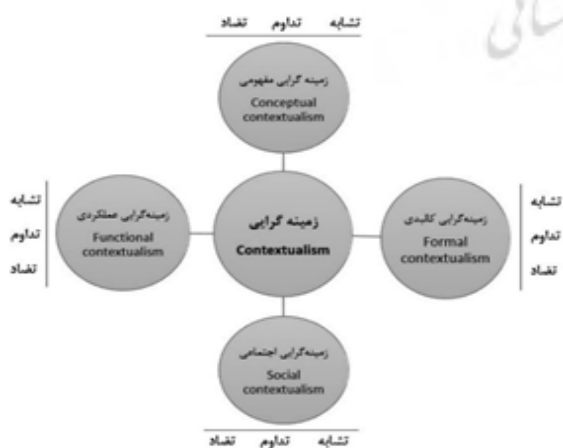 تشابه تداوم تضاد
زمینه گرایی مفهومی
Conceptual
contextualism
زمینه‌گرایی کالبدی
Formal
contextualism
تشابه
تداوم
تضاد
زمینه گرایی
Contextualism
زمینه‌گرایی عملکردی
Functional
contextualism
تشابه
تداوم
تضاد
زمینه‌گرایی اجتماعی
Social
contextualism
تشابه تداوم تضاد